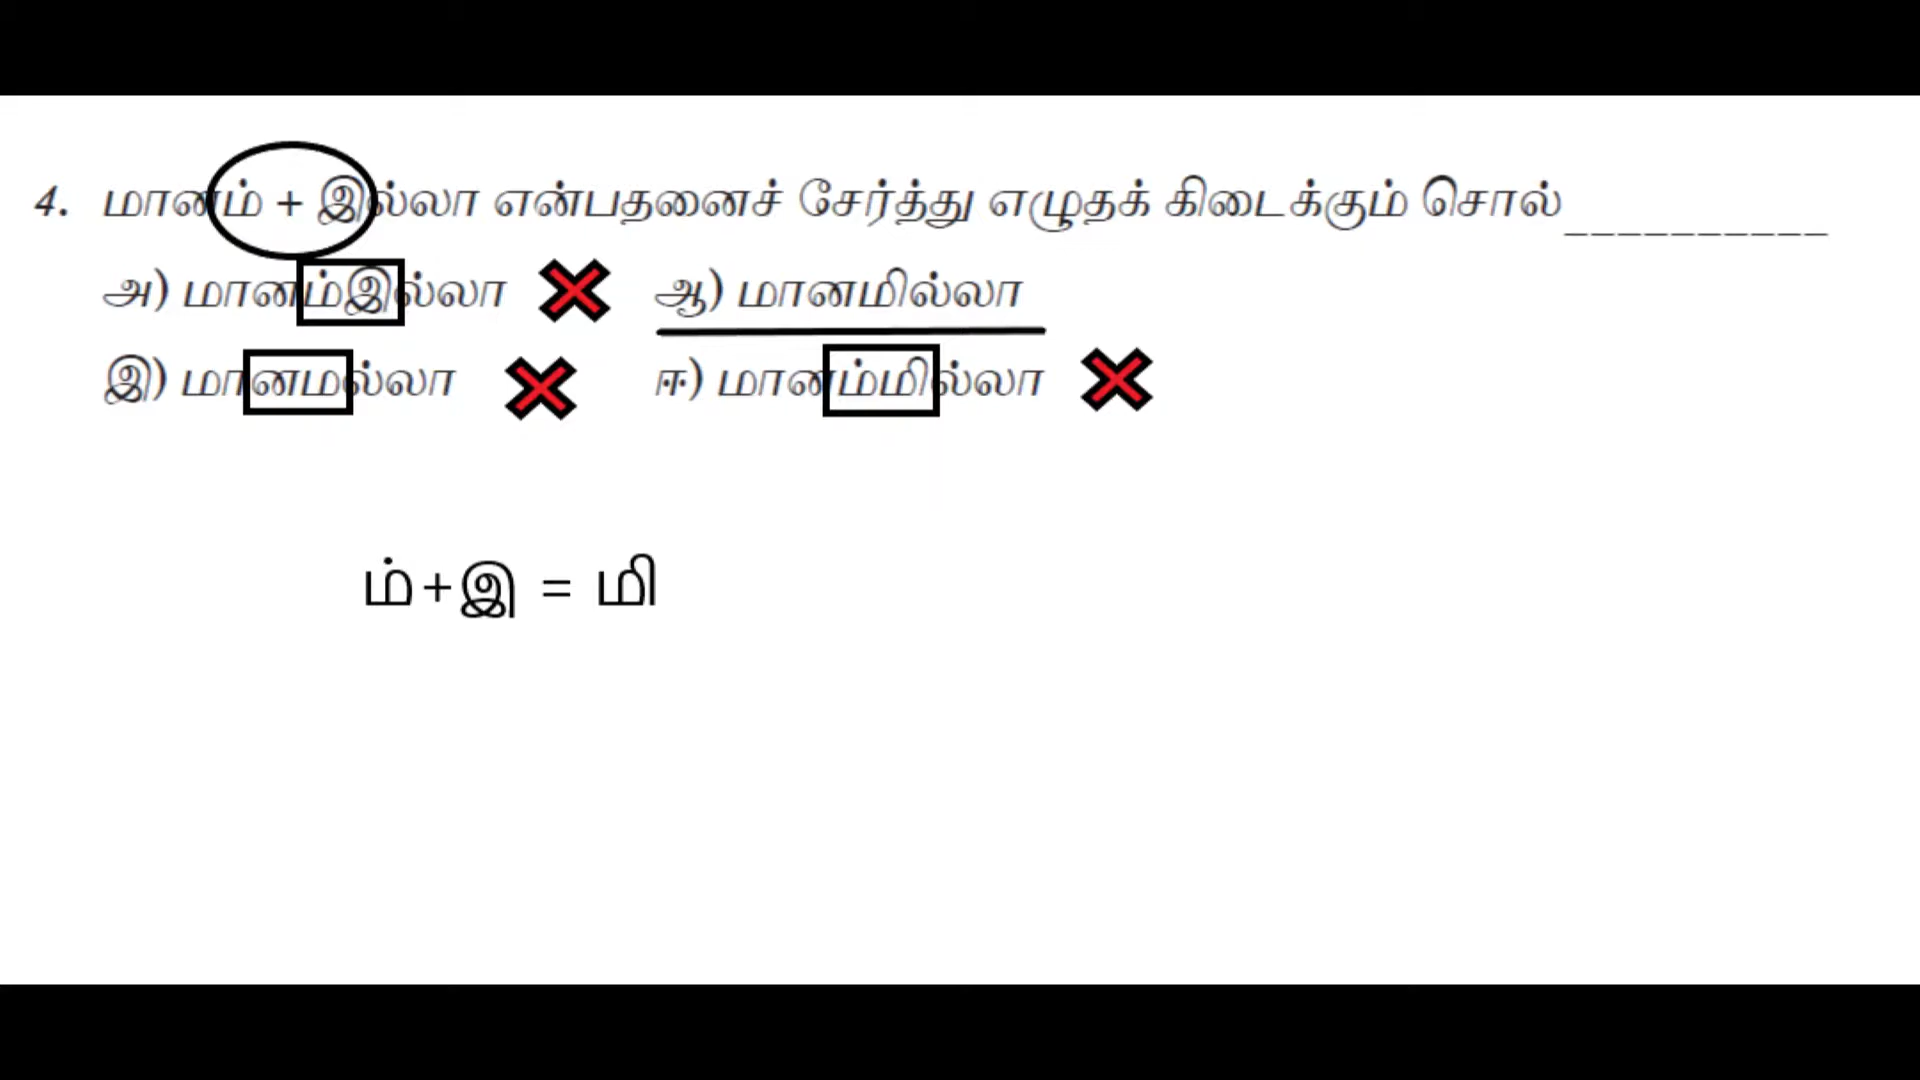 4. மானம் + இல்லா என்பதனைச் சேர்த்து எழுதக் கிடைக்கும் சொல் __________
அ) மானம்இல்லா ஆ) மானமில்லா
இ) மானமல்லா ஈ) மானம்மில்லா
ம்+இ = மி